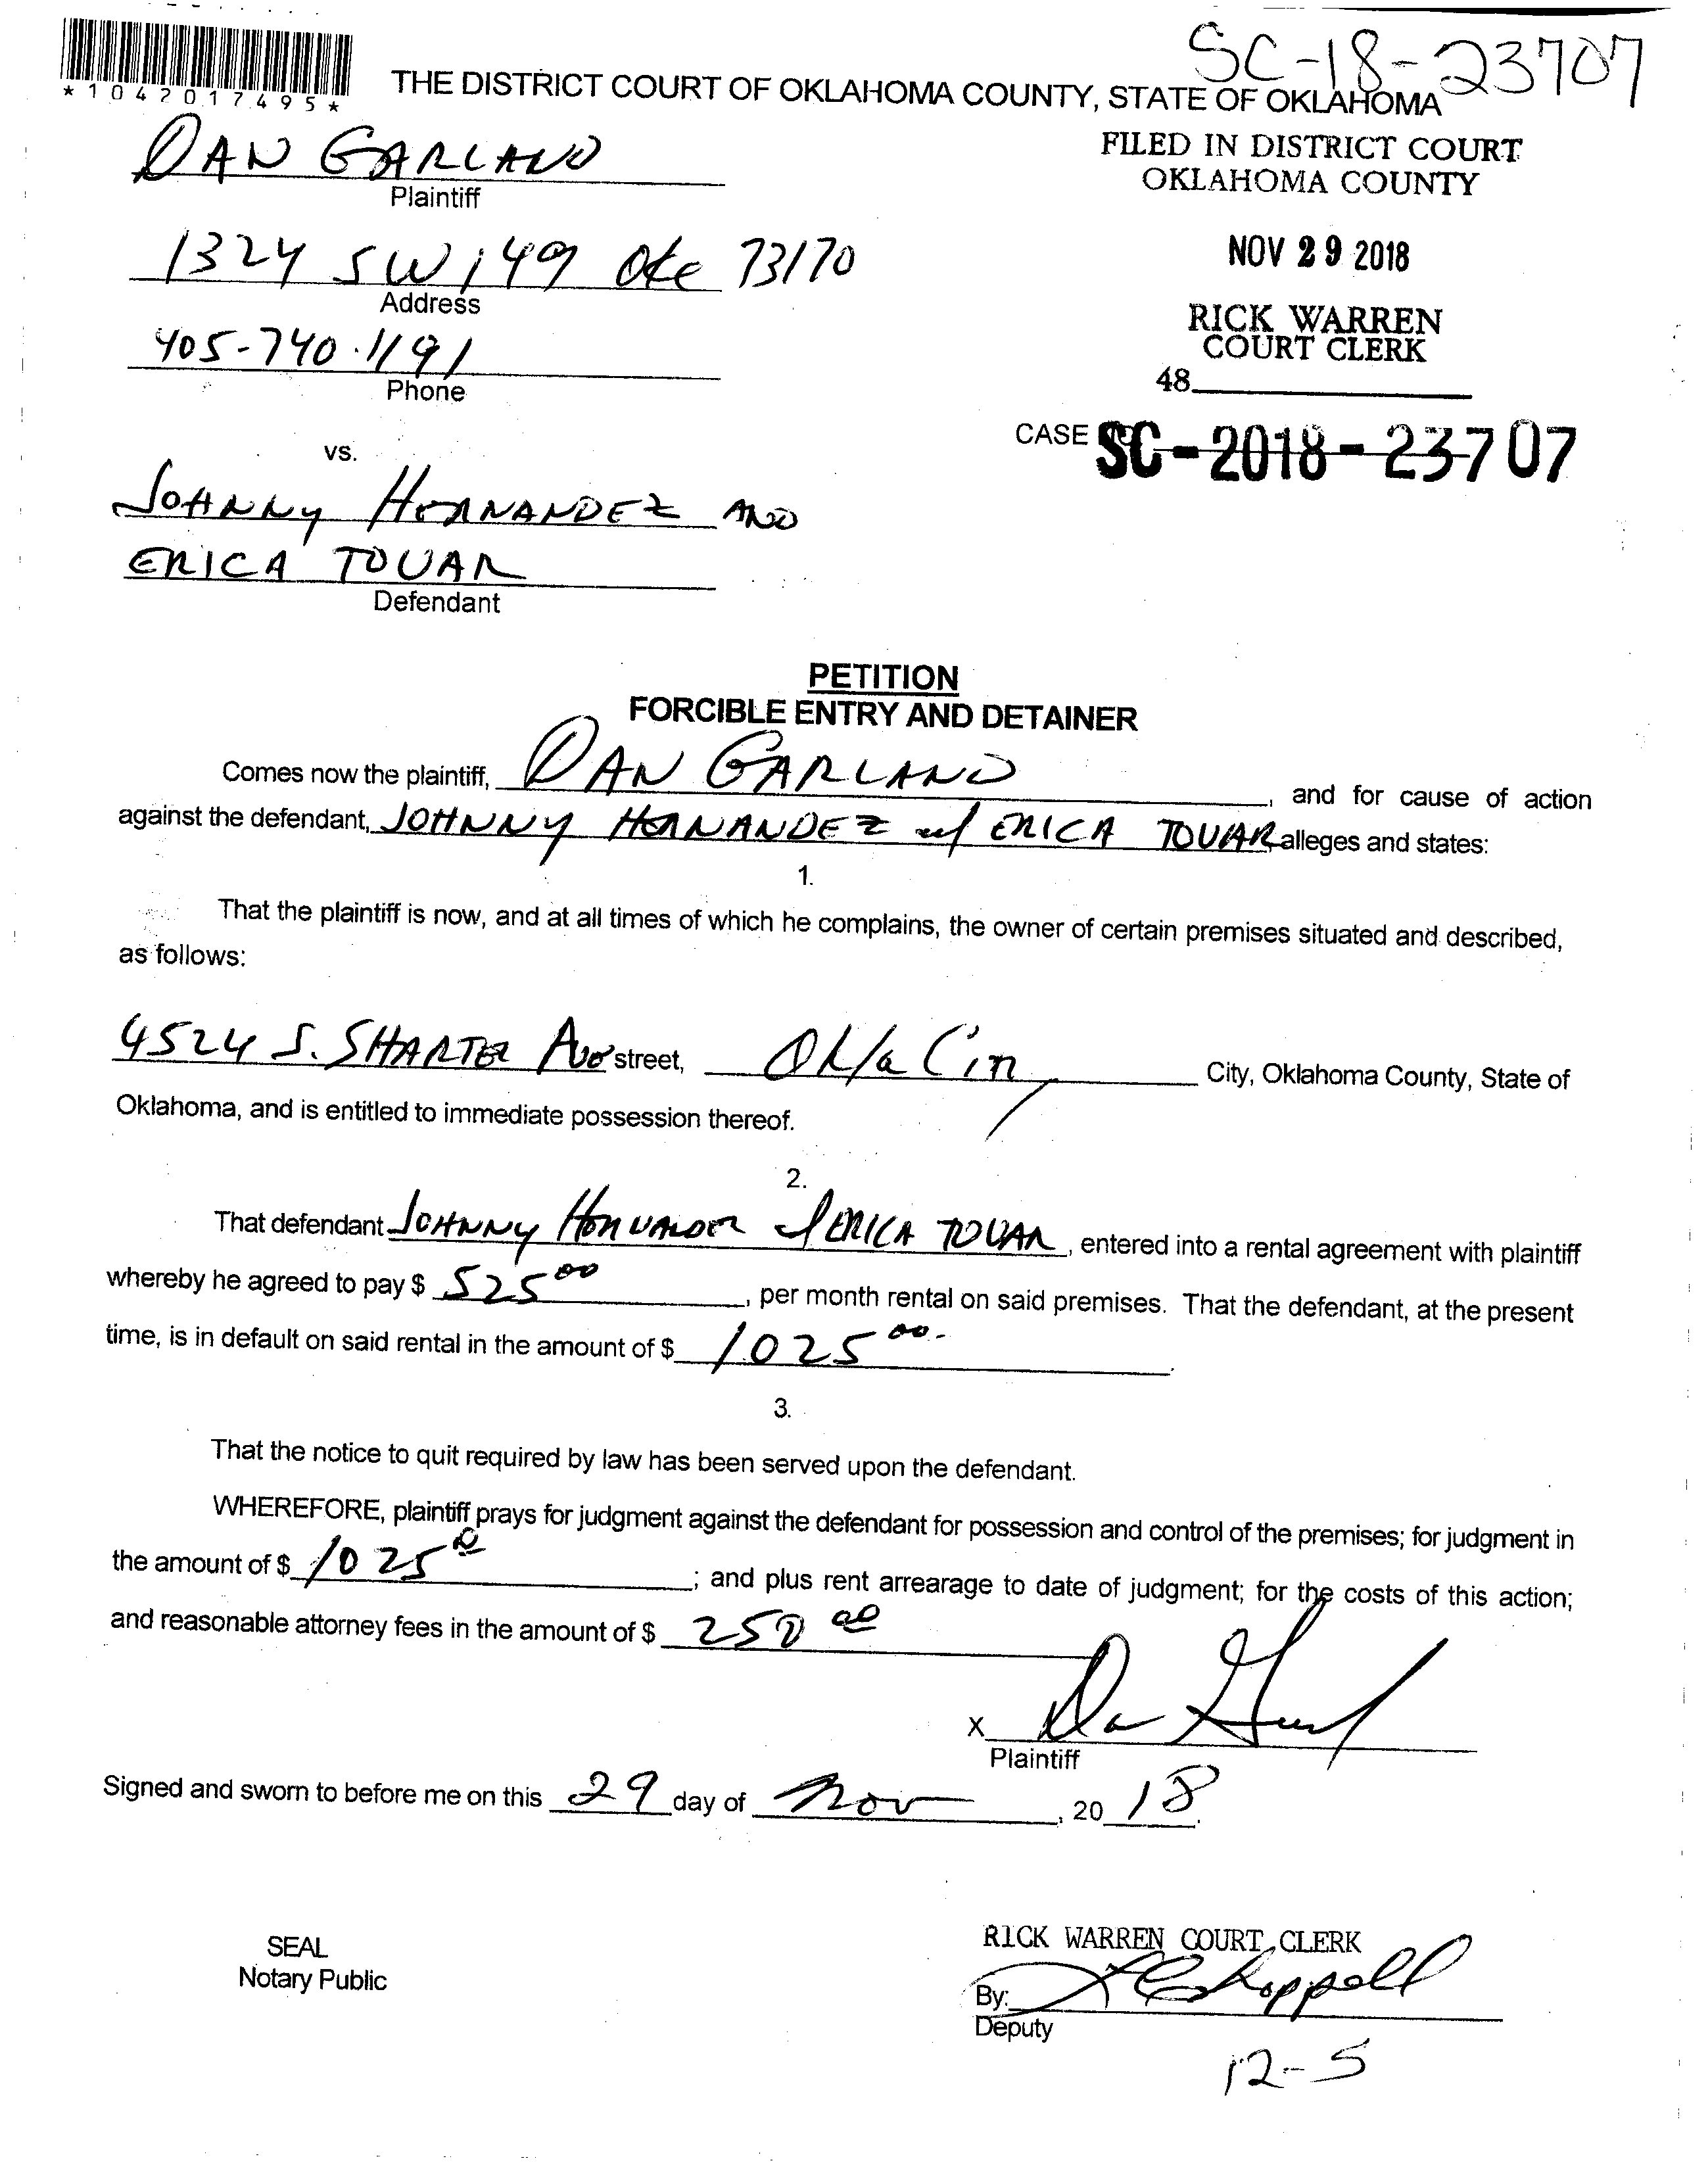 SC-18-23707
*1042017495*
THE DISTRICT COURT OF OKLAHOMA COUNTY, STATE OF OKLAHOMA
DAN GARLAND
Plaintiff
FILED IN DISTRICT COURT
OKLAHOMA COUNTY
1324 SW 149 Okc 73170
Address
NOV 29 2018
405-740-1191
Phone
RICK WARREN
COURT CLERK
48
vs.
CASE SC-2018-23707
JOHNNY HERNANDEZ AND
ERICA TOVAR
Defendant
PETITION
FORCIBLE ENTRY AND DETAINER
Comes now the plaintiff, DAN GARLAND, and for cause of action
against the defendant, JOHNNY HERNANDEZ and ERICA TOVAR alleges and states:
1.
That the plaintiff is now, and at all times of which he complains, the owner of certain premises situated and described,
as follows:
4524 S. SHARTEL Ave street, Okla City City, Oklahoma County, State of
Oklahoma, and is entitled to immediate possession thereof.
2.
That defendant JOHNNY ERICA TOVAR, entered into a rental agreement with plaintiff
whereby he agreed to pay $ 525 00, per month rental on said premises. That the defendant, at the present
time, is in default on said rental in the amount of $ 1025 00.
3.
That the notice to quit required by law has been served upon the defendant.
WHEREFORE, plaintiff prays for judgment against the defendant for possession and control of the premises; for judgment in
the amount of $ 1025 00; and plus rent arrearage to date of judgment; for the costs of this action;
and reasonable attorney fees in the amount of $ 250 00
X
Plaintiff
Signed and sworn to before me on this 29 day of Nov, 20 18.
SEAL
Notary Public
RICK WARREN COURT CLERK
By:
Deputy
12-5